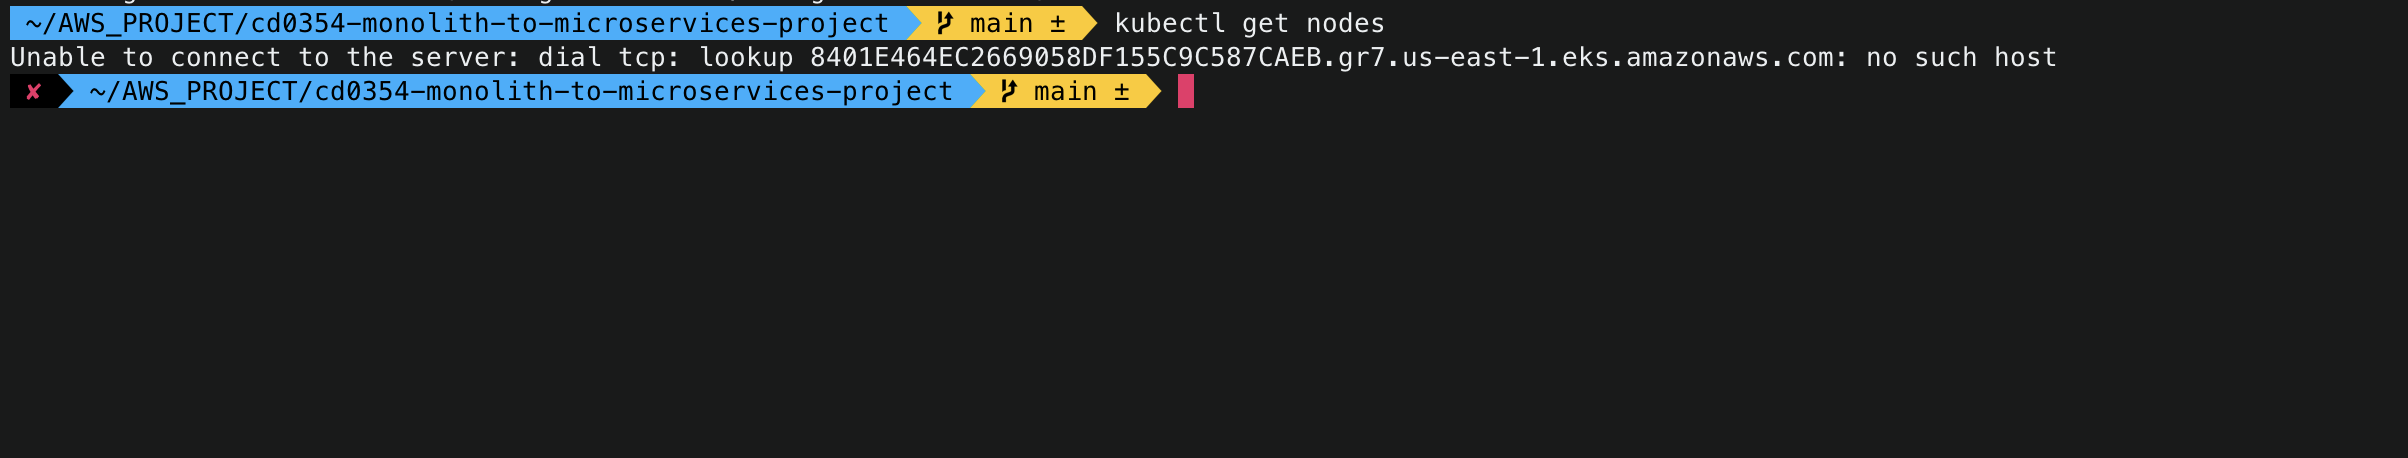 ~/AWS_PROJECT/cd0354-monolith-to-microservices-project main ± kubectl get nodes
Unable to connect to the server: dial tcp: lookup 8401E464EC2669058DF155C9C587CAEB.gr7.us-east-1.eks.amazonaws.com: no such host
✘ ~/AWS_PROJECT/cd0354-monolith-to-microservices-project main ±